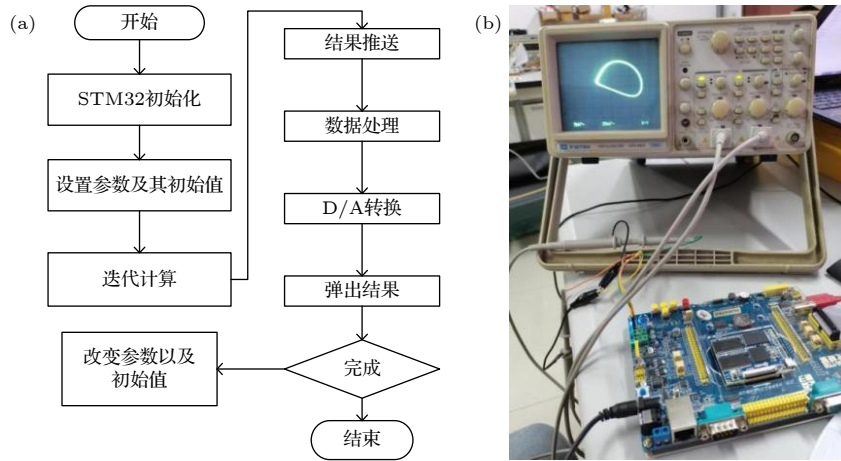 (a)
开始
STM32初始化
设置参数及其初始值
迭代计算
结果推送
数据处理
D/A转换
弹出结果
完成
改变参数以及
初始值
结束
(b)